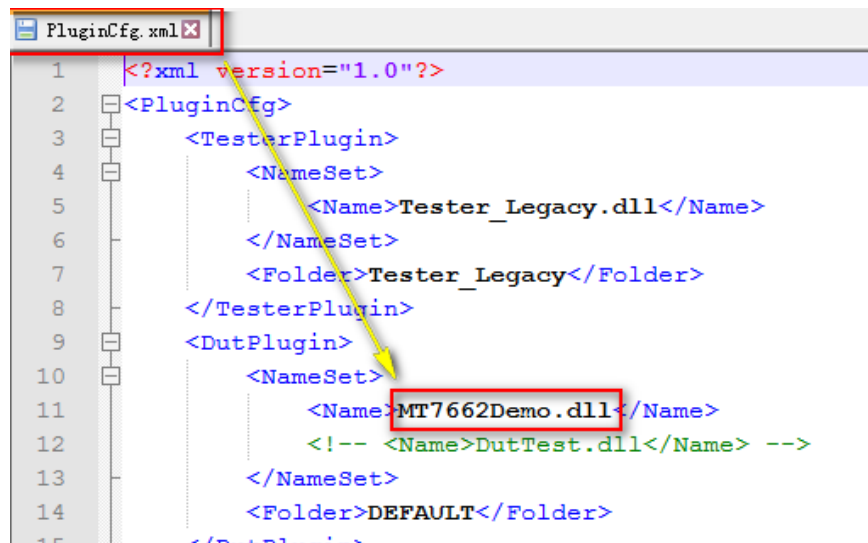 PluginCfg.xml
1 <?xml version="1.0"?>
2 <PluginCfg>
3 <TesterPlugin>
4 <NameSet>
5 <Name>Tester_Legacy.dll</Name>
6 </NameSet>
7 <Folder>Tester_Legacy</Folder>
8 </TesterPlugin>
9 <DutPlugin>
10 <NameSet>
11 <Name>MT7662Demo.dll</Name>
12 <!-- <Name>DutTest.dll</Name> -->
13 </NameSet>
14 <Folder>DEFAULT</Folder>
15 </DutPlugin>